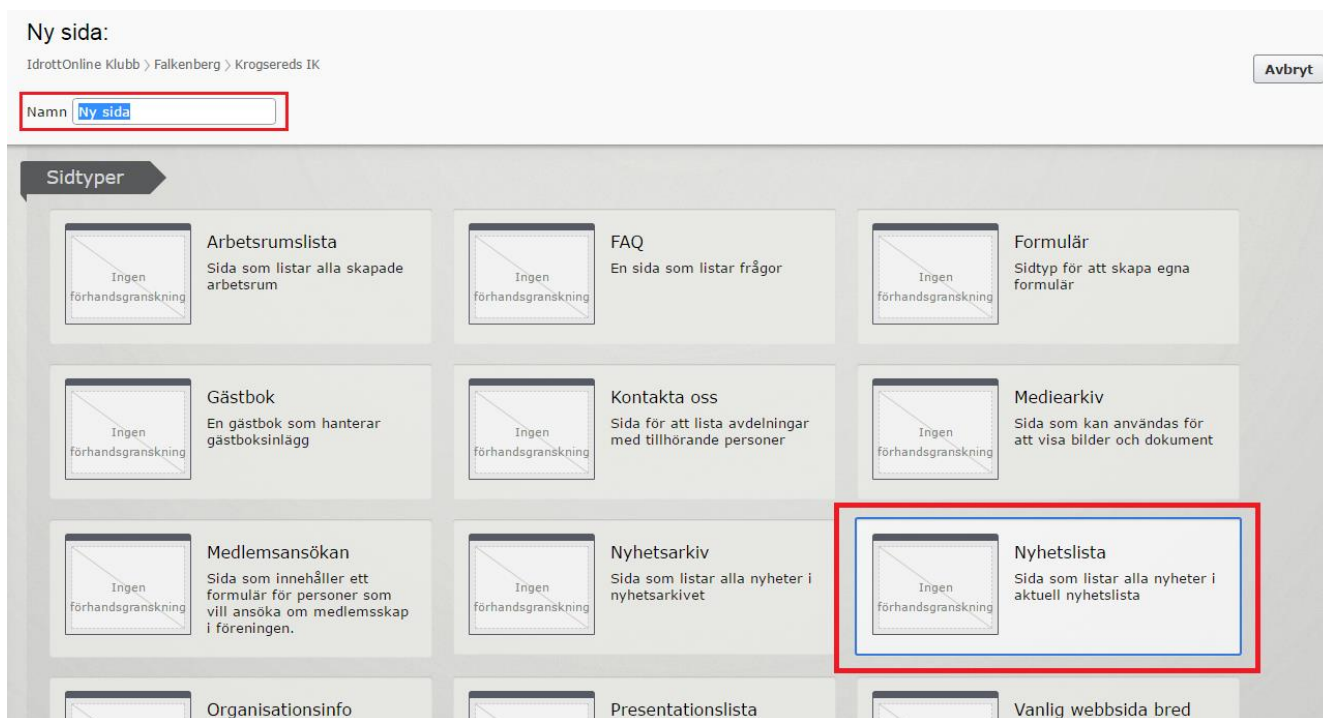 Ny sida:
IdrottOnline Klubb > Falkenberg > Krogsereds IK
Avbryt
Namn Ny sida
Sidtyper
Ingen
förhandsgranskning
Arbetsrumslista
Sida som listar alla skapade
arbetsrum
Ingen
förhandsgranskning
FAQ
En sida som listar frågor
Ingen
förhandsgranskning
Formulär
Sidtyp för att skapa egna
formulär
Ingen
förhandsgranskning
Gästbok
En gästbok som hanterar
gästboksinlägg
Ingen
förhandsgranskning
Kontakta oss
Sida för att lista avdelningar
med tillhörande personer
Ingen
förhandsgranskning
Mediearkiv
Sida som kan användas för
att visa bilder och dokument
Ingen
förhandsgranskning
Medlemsansökan
Sida som innehåller ett
formulär för personer som
vill ansöka om medlemsskap
i föreningen.
Ingen
förhandsgranskning
Nyhetsarkiv
Sida som listar alla nyheter i
nyhetsarkivet
Ingen
förhandsgranskning
Nyhetslista
Sida som listar alla nyheter i
aktuell nyhetslista
Organisationsinfo
Presentationslista
Vanlig webbsida bred